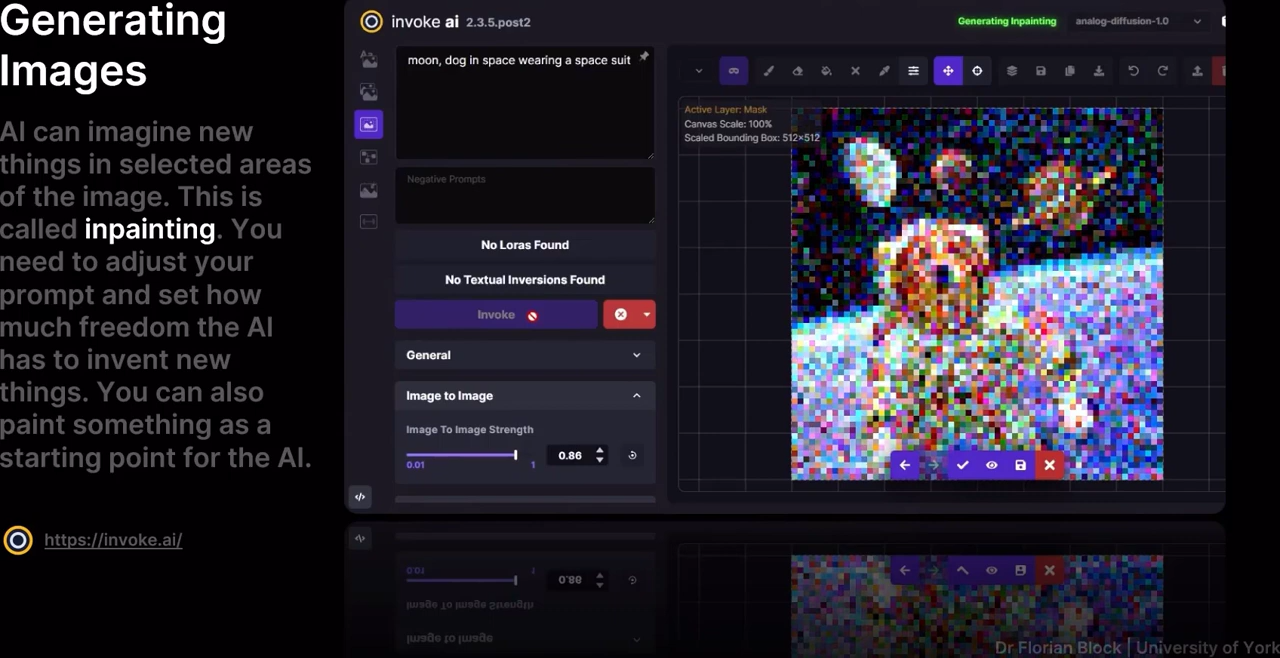 Generating
Images
AI can imagine new
things in selected areas
of the image. This is
called inpainting. You
need to adjust your
prompt and set how
much freedom the AI
has to invent new
things. You can also
paint something as a
starting point for the AI.
https://invoke.ai/
invoke ai 2.3.5.post2
Generating Inpainting
analog-diffusion-1.0
moon, dog in space wearing a space suit
Negative Prompts
No Loras Found
No Textual Inversions Found
Invoke
General
Image to Image
Image To Image Strength
0.86
0.01
1
Active Layer: Mask
Canvas Scale: 100%
Scaled Bounding Box: 512×512
Dr Florian Block | University of York